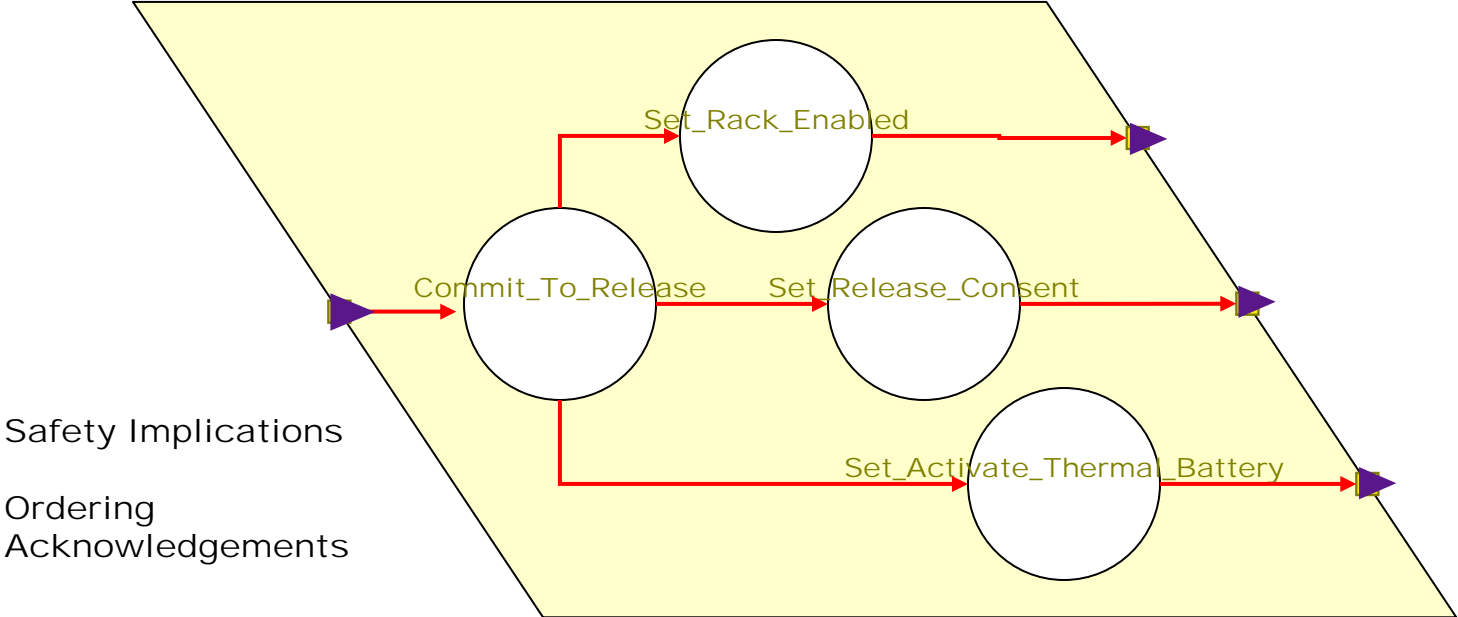 Set_Rack_Enabled
Commit_To_Release
Set_Release_Consent
Set_Activate_Thermal_Battery
Safety Implications
Ordering
Acknowledgements